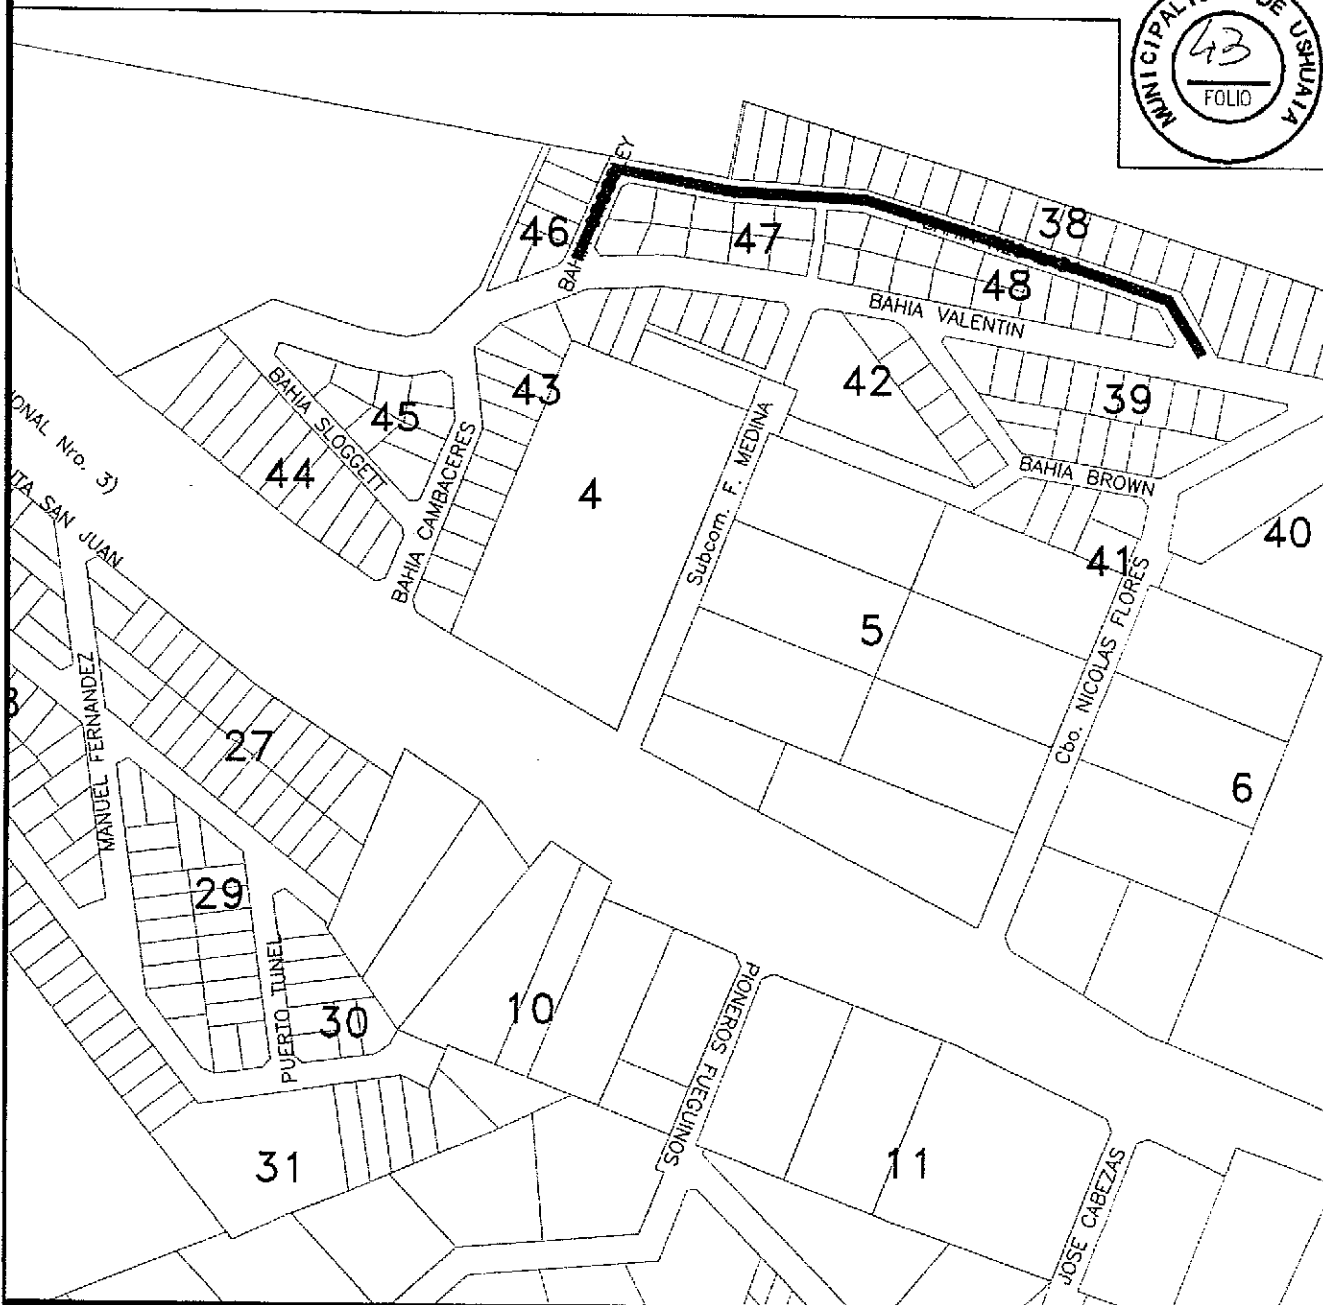 MUNICIPALIDAD DE USHUAIA
43
FOLIO
38
46
47
48
BAHIA VALENTIN
43
42
39
BAHIA SLOGGETT
45
44
BAHIA CAMBACERES
4
Subcom. F. MEDINA
BAHIA BROWN
40
41
5
Cbo. NICOLAS FLORES
6
IONAL Nro. 3)
SAN JUAN
MANUEL FERNANDEZ
27
29
PUERTO TUNEL
30
10
PIONEROS FUEGUINOS
31
11
JOSE CABEZAS